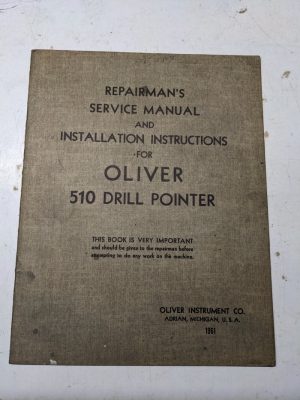 REPAIRMAN'S
SERVICE MANUAL
AND
INSTALLATION INSTRUCTIONS
FOR
OLIVER
510 DRILL POINTER
THIS BOOK IS VERY IMPORTANT
and should be given to the repairman before
attempting to do any work on the machine.
OLIVER INSTRUMENT CO.
ADRIAN, MICHIGAN, U. S. A.
1961